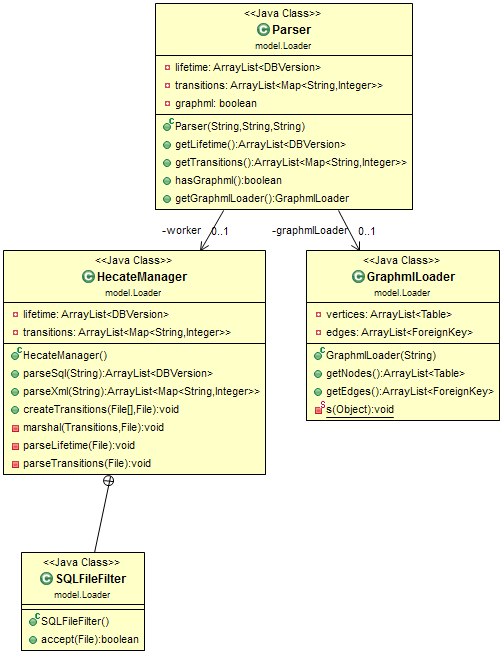 <<Java Class>>
Parser
model.Loader
lifetime: ArrayList<DBVersion>
transitions: ArrayList<Map<String,Integer>>
graphml: boolean
Parser(String,String,String)
getLifetime():ArrayList<DBVersion>
getTransitions():ArrayList<Map<String,Integer>>
hasGraphml():boolean
getGraphmlLoader():GraphmlLoader
-worker 0..1
-graphmlLoader 0..1
<<Java Class>>
HecateManager
model.Loader
lifetime: ArrayList<DBVersion>
transitions: ArrayList<Map<String,Integer>>
HecateManager()
parseSql(String):ArrayList<DBVersion>
parseXml(String):ArrayList<Map<String,Integer>>
createTransitions(File[],File):void
marshal(Transitions,File):void
parseLifetime(File):void
parseTransitions(File):void
<<Java Class>>
GraphmlLoader
model.Loader
vertices: ArrayList<Table>
edges: ArrayList<ForeignKey>
GraphmlLoader(String)
getNodes():ArrayList<Table>
getEdges():ArrayList<ForeignKey>
s(Object):void
<<Java Class>>
SQLFileFilter
model.Loader
SQLFileFilter()
accept(File):boolean